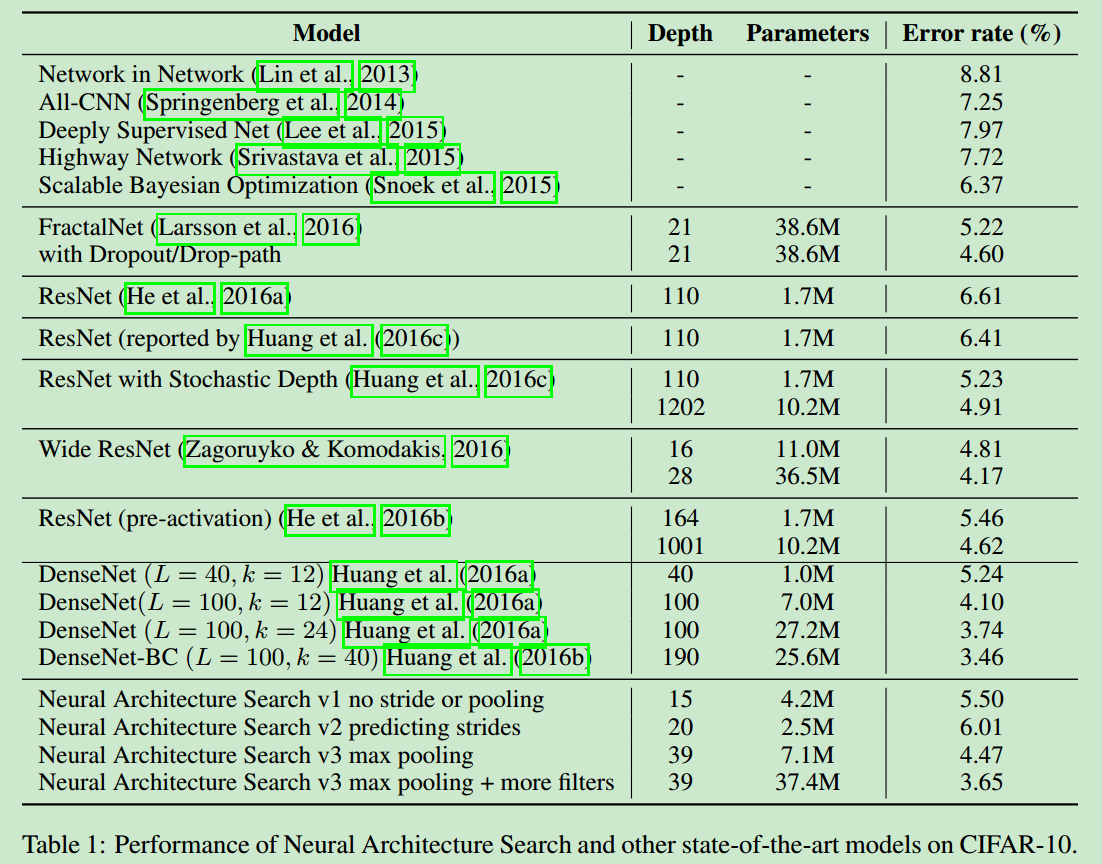 Model Depth Parameters Error rate (%)
Network in Network (Lin et al., 2013) - - 8.81
All-CNN (Springenberg et al., 2014) - - 7.25
Deeply Supervised Net (Lee et al., 2015) - - 7.97
Highway Network (Srivastava et al., 2015) - - 7.72
Scalable Bayesian Optimization (Snoek et al., 2015) - - 6.37
FractalNet (Larsson et al., 2016) 21 38.6M 5.22
with Dropout/Drop-path 21 38.6M 4.60
ResNet (He et al., 2016a) 110 1.7M 6.61
ResNet (reported by Huang et al. (2016c)) 110 1.7M 6.41
ResNet with Stochastic Depth (Huang et al., 2016c) 110 1.7M 5.23
1202 10.2M 4.91
Wide ResNet (Zagoruyko & Komodakis, 2016) 16 11.0M 4.81
28 36.5M 4.17
ResNet (pre-activation) (He et al., 2016b) 164 1.7M 5.46
1001 10.2M 4.62
DenseNet (L = 40, k = 12) Huang et al. (2016a) 40 1.0M 5.24
DenseNet(L = 100, k = 12) Huang et al. (2016a) 100 7.0M 4.10
DenseNet (L = 100, k = 24) Huang et al. (2016a) 100 27.2M 3.74
DenseNet-BC (L = 100, k = 40) Huang et al. (2016b) 190 25.6M 3.46
Neural Architecture Search v1 no stride or pooling 15 4.2M 5.50
Neural Architecture Search v2 predicting strides 20 2.5M 6.01
Neural Architecture Search v3 max pooling 39 7.1M 4.47
Neural Architecture Search v3 max pooling + more filters 39 37.4M 3.65
Table 1: Performance of Neural Architecture Search and other state-of-the-art models on CIFAR-10.